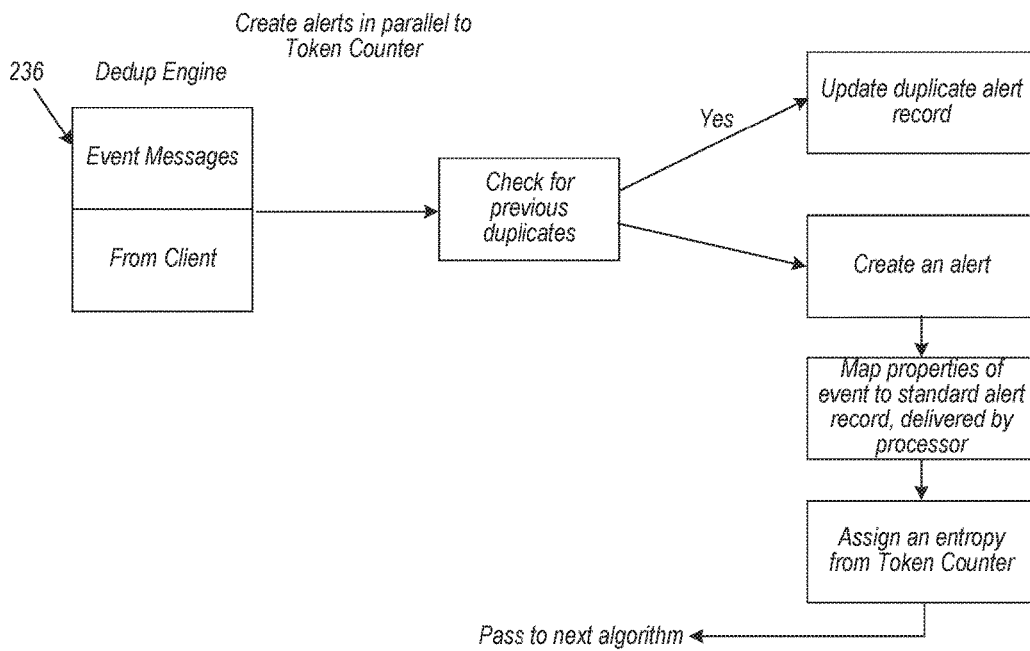 Create alerts in parallel to
Token Counter
236
Dedup Engine
Event Messages
From Client
Check for
previous
duplicates
Yes
Update duplicate alert
record
Create an alert
Map properties of
event to standard alert
record, delivered by
processor
Assign an entropy
from Token Counter
Pass to next algorithm